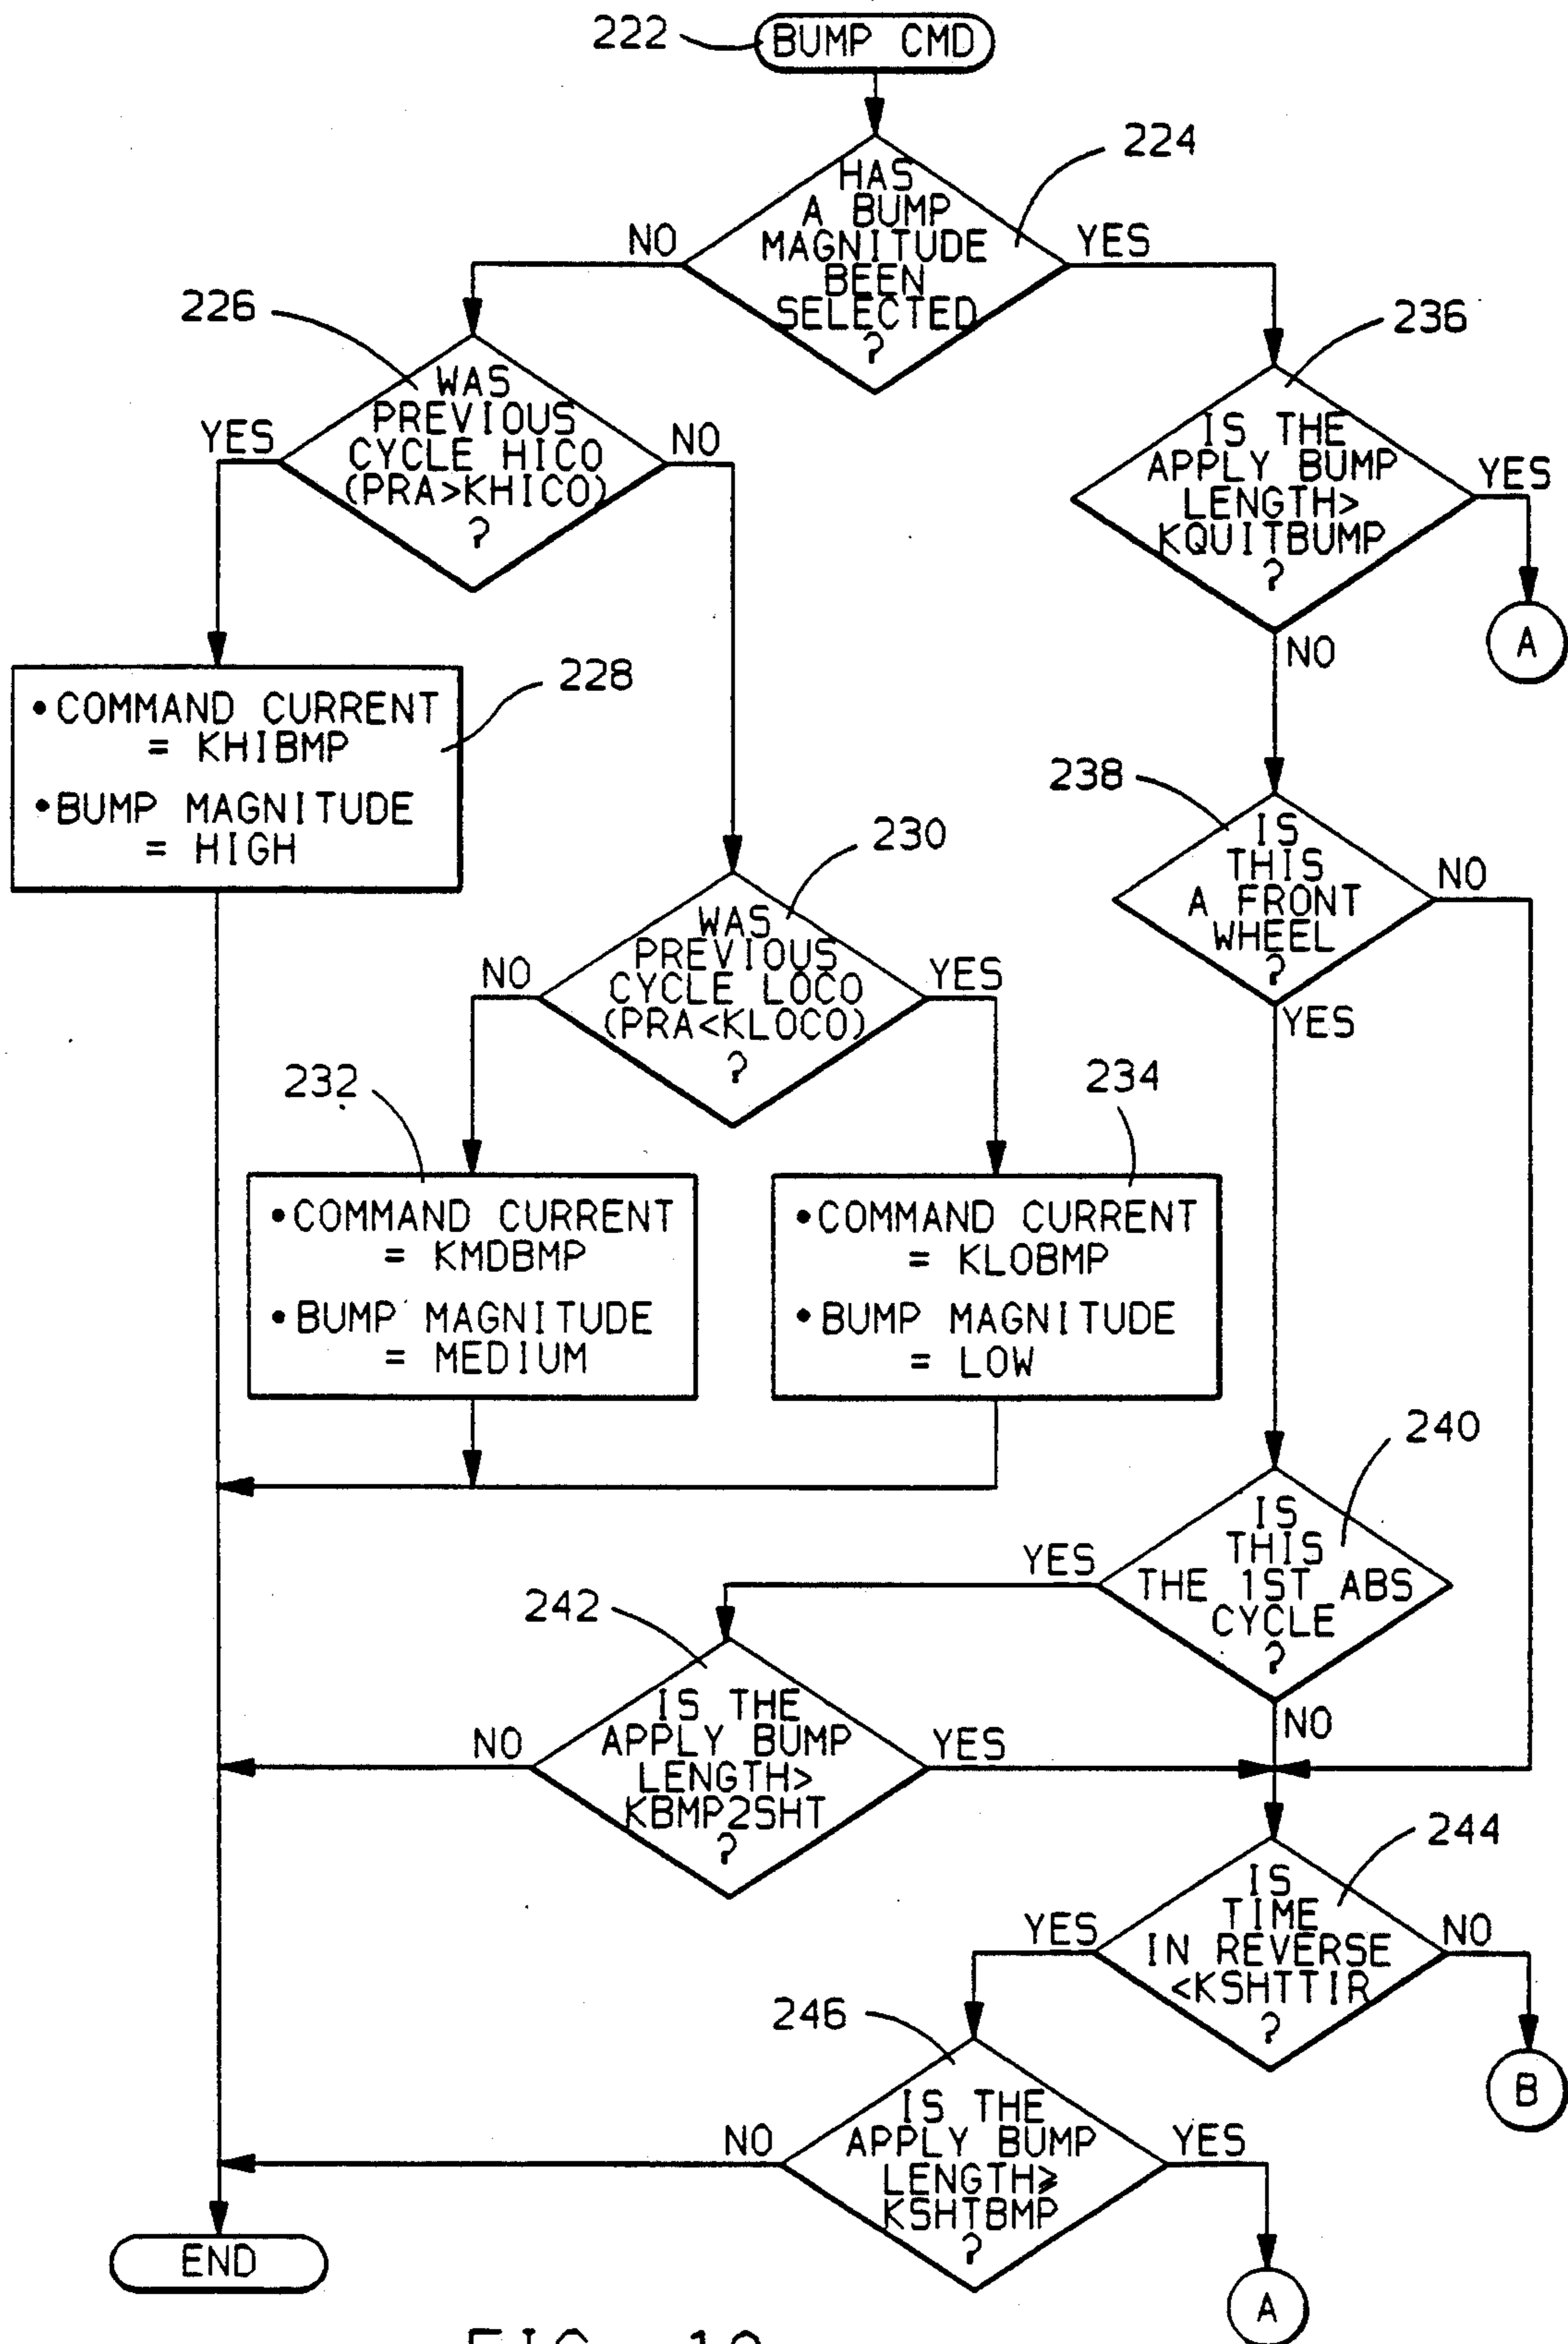 222
BUMP CMD
224
HAS
A BUMP
MAGNITUDE
BEEN
SELECTED
?
NO
YES
226
WAS
PREVIOUS
CYCLE HICO
(PRA>KHICO)
?
YES
NO
236
IS THE
APPLY BUMP
LENGTH>
KQUITBUMP
?
YES
A
NO
228
•COMMAND CURRENT
= KHIBMP
•BUMP MAGNITUDE
= HIGH
238
IS
THIS
A FRONT
WHEEL
?
NO
YES
230
WAS
PREVIOUS
CYCLE LOCO
(PRA<KLOCO)
?
NO
YES
232
•COMMAND CURRENT
= KMDBMP
•BUMP MAGNITUDE
= MEDIUM
234
•COMMAND CURRENT
= KLOBMP
•BUMP MAGNITUDE
= LOW
240
IS
THIS
THE 1ST ABS
CYCLE
?
YES
NO
242
IS THE
APPLY BUMP
LENGTH>
KBMP2SHT
?
NO
YES
244
IS
TIME
IN REVERSE
<KSHTTIR
?
YES
NO
B
246
IS THE
APPLY BUMP
LENGTH≥
KSHTBMP
?
NO
YES
A
END